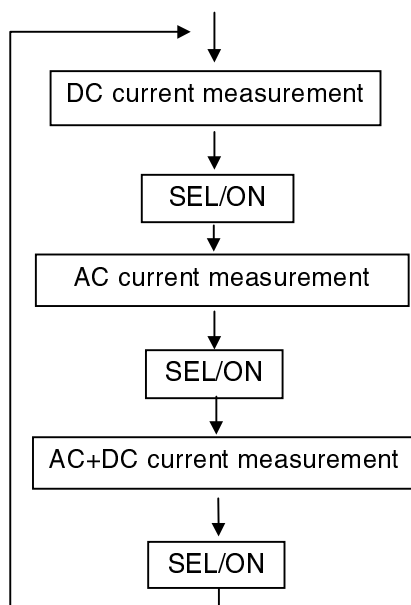 DC current measurement
SEL/ON
AC current measurement
SEL/ON
AC+DC current measurement
SEL/ON